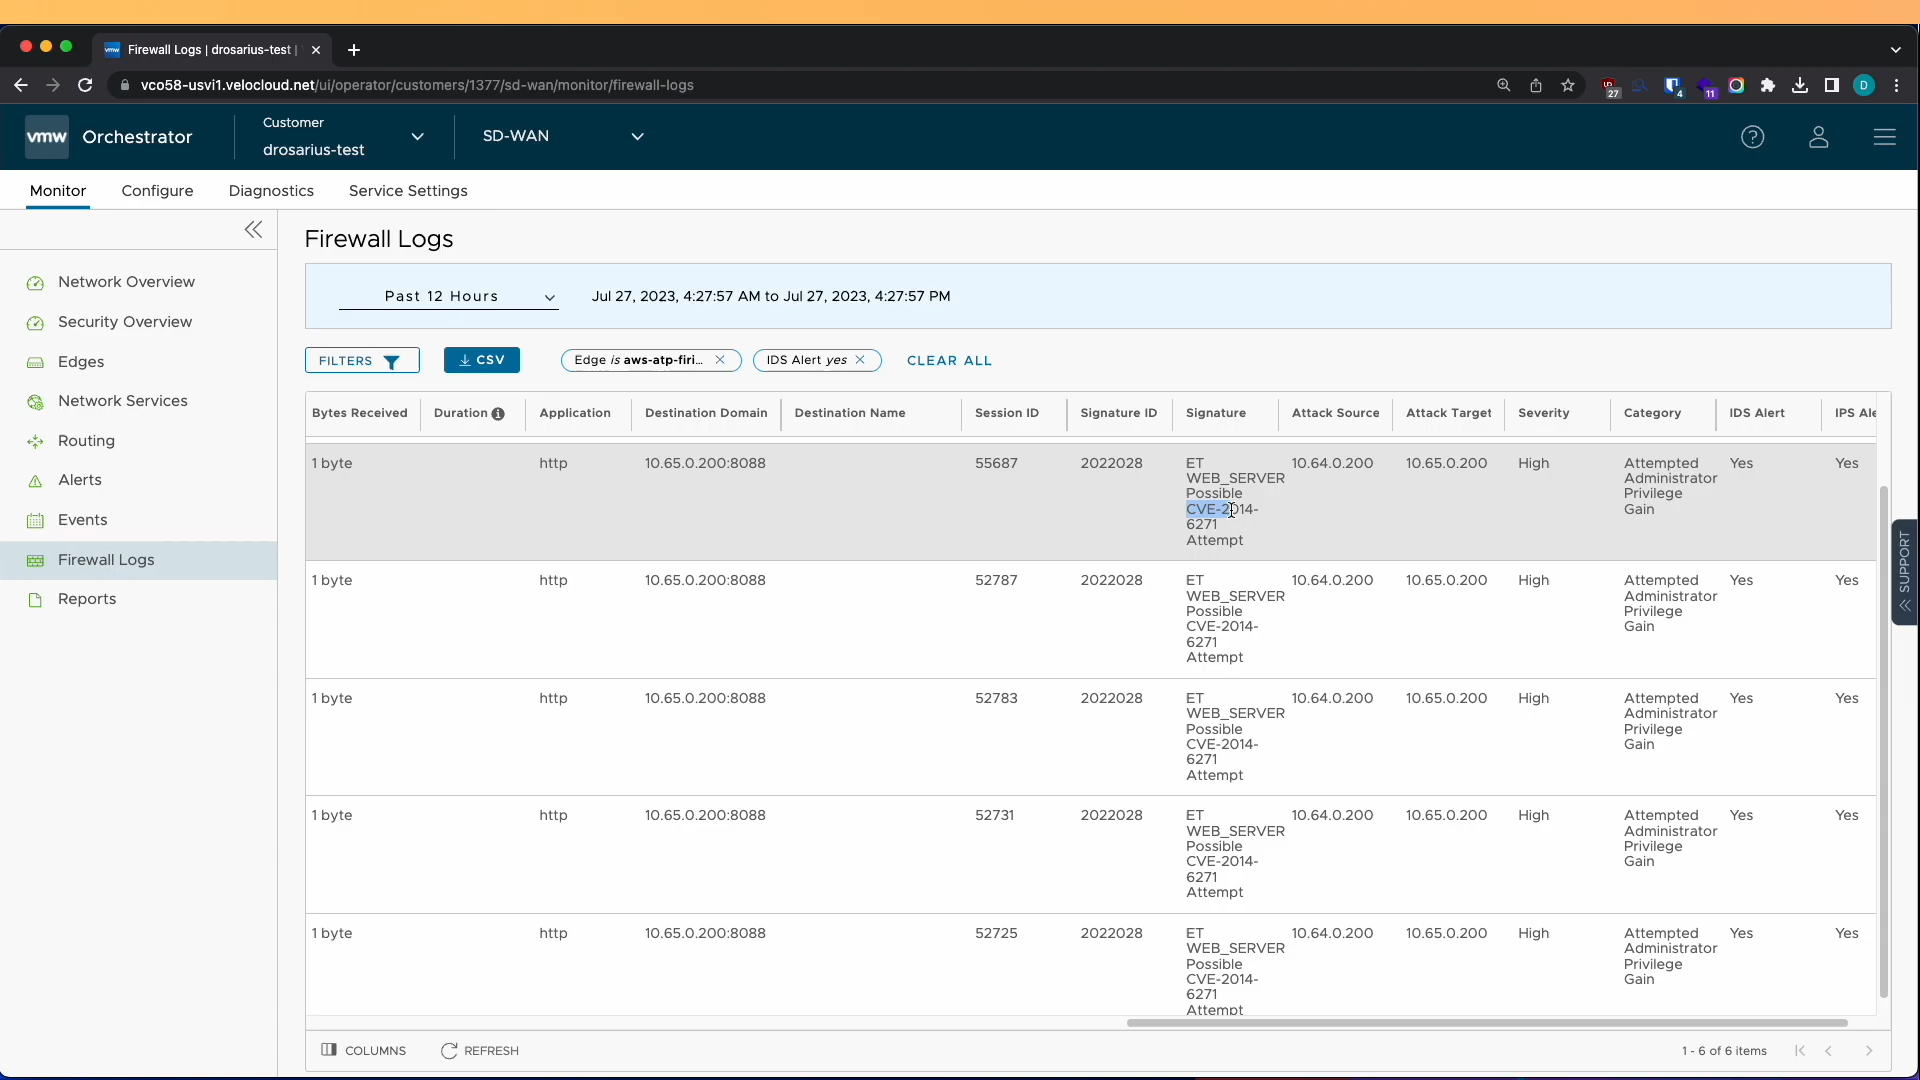 Firewall Logs | drosarius-test |
vco58-usvi1.velocloud.net/ui/operator/customers/1377/sd-wan/monitor/firewall-logs
27
4
11
D
vmw
Orchestrator
Customer
drosarius-test
SD-WAN
Monitor
Configure
Diagnostics
Service Settings
Network Overview
Security Overview
Edges
Network Services
Routing
Alerts
Events
Firewall Logs
Reports
Firewall Logs
Past 12 Hours
Jul 27, 2023, 4:27:57 AM to Jul 27, 2023, 4:27:57 PM
FILTERS
CSV
Edge is aws-atp-firi...
IDS Alert yes
CLEAR ALL
Bytes Received Duration Application Destination Domain Destination Name Session ID Signature ID Signature Attack Source Attack Target Severity Category IDS Alert IPS Ale
1 byte http 10.65.0.200:8088 55687 2022028 ET 10.64.0.200 10.65.0.200 High Attempted Yes Yes
WEB_SERVER Administrator
Possible Privilege
CVE-2014- Gain
6271
Attempt
1 byte http 10.65.0.200:8088 52787 2022028 ET 10.64.0.200 10.65.0.200 High Attempted Yes Yes
WEB_SERVER Administrator
Possible Privilege
CVE-2014- Gain
6271
Attempt
1 byte http 10.65.0.200:8088 52783 2022028 ET 10.64.0.200 10.65.0.200 High Attempted Yes Yes
WEB_SERVER Administrator
Possible Privilege
CVE-2014- Gain
6271
Attempt
1 byte http 10.65.0.200:8088 52731 2022028 ET 10.64.0.200 10.65.0.200 High Attempted Yes Yes
WEB_SERVER Administrator
Possible Privilege
CVE-2014- Gain
6271
Attempt
1 byte http 10.65.0.200:8088 52725 2022028 ET 10.64.0.200 10.65.0.200 High Attempted Yes Yes
WEB_SERVER Administrator
Possible Privilege
CVE-2014- Gain
6271
Attempt
COLUMNS
REFRESH
1 - 6 of 6 items
SUPPORT